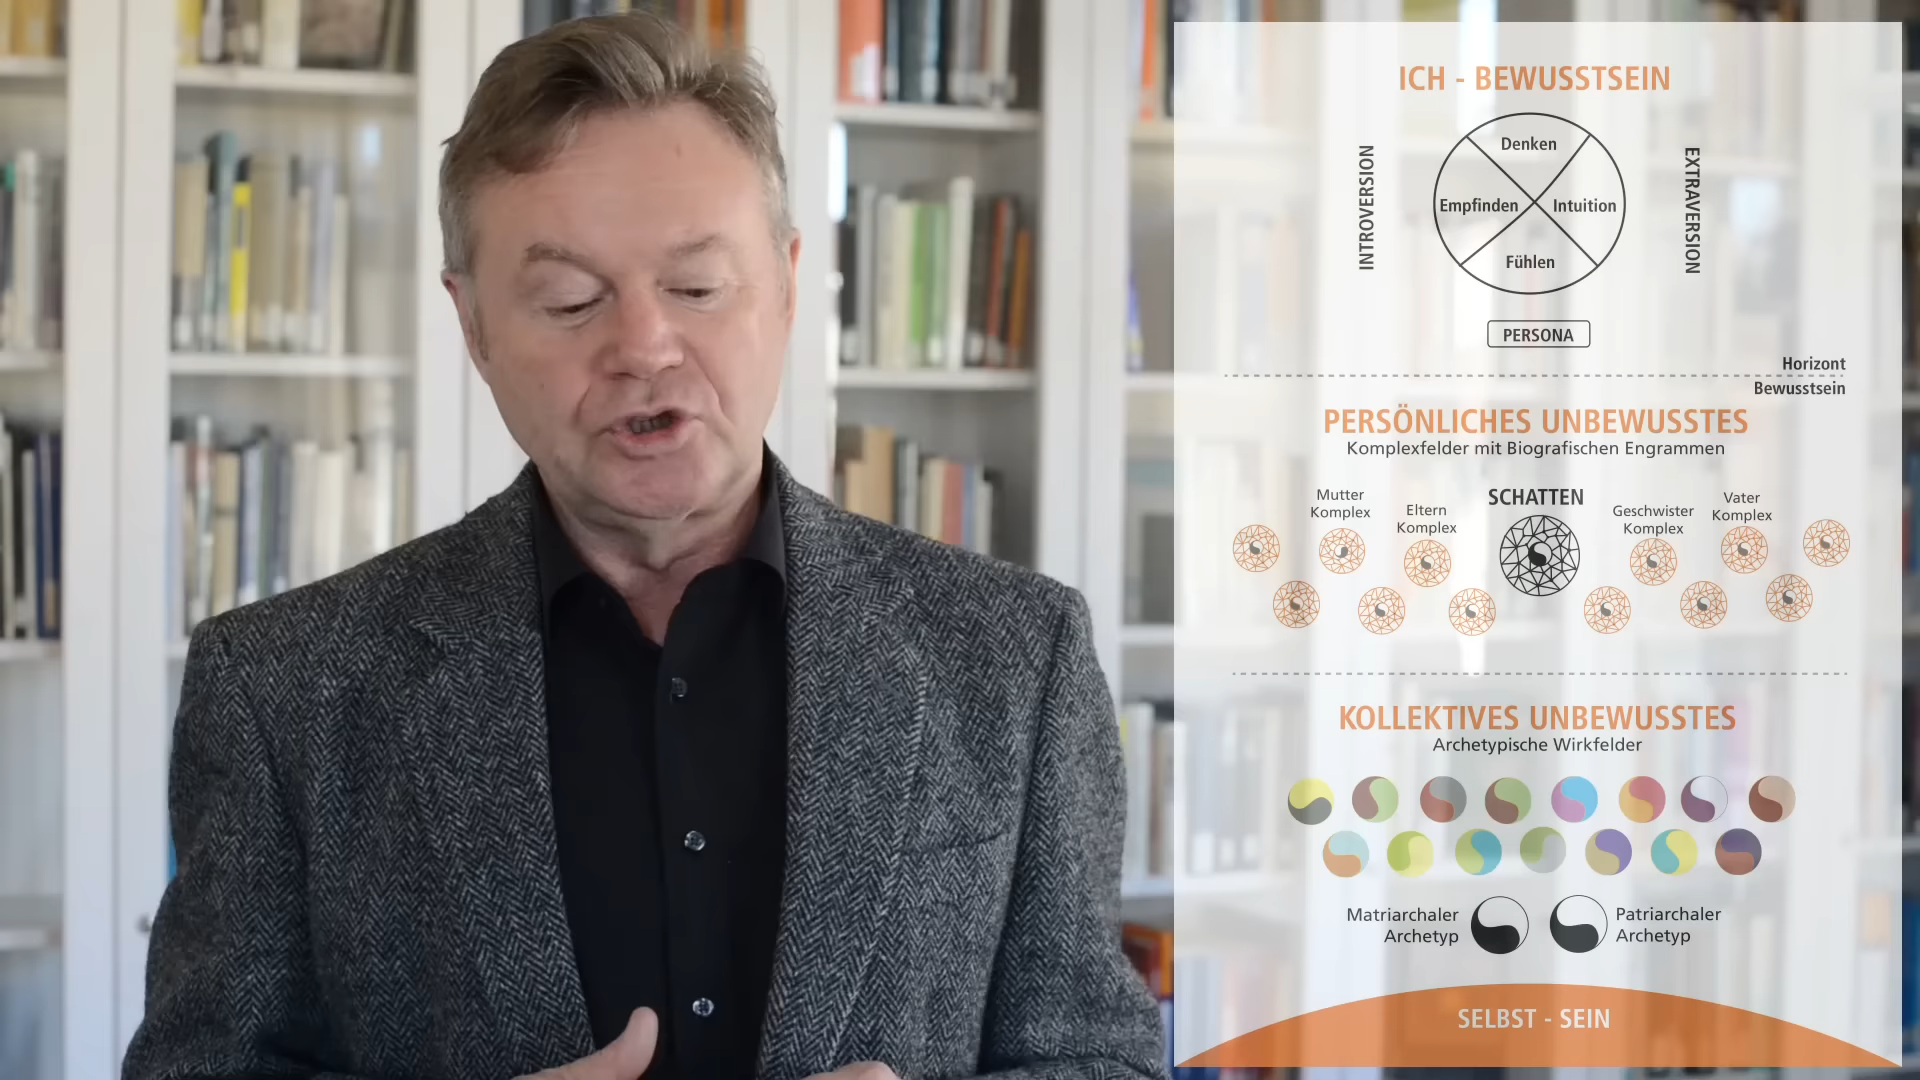 ICH - BEWUSSTSEIN
INTROVERSION
Denken
Empfinden
Intuition
Fühlen
EXTRAVERSION
PERSONA
Horizont
Bewusstsein
PERSÖNLICHES UNBEWUSSTES
Komplexfelder mit Biografischen Engrammen
Mutter
Komplex
Eltern
Komplex
SCHATTEN
Geschwister
Komplex
Vater
Komplex
KOLLEKTIVES UNBEWUSSTES
Archetypische Wirkfelder
Matriarchaler
Archetyp
Patriarchaler
Archetyp
SELBST - SEIN